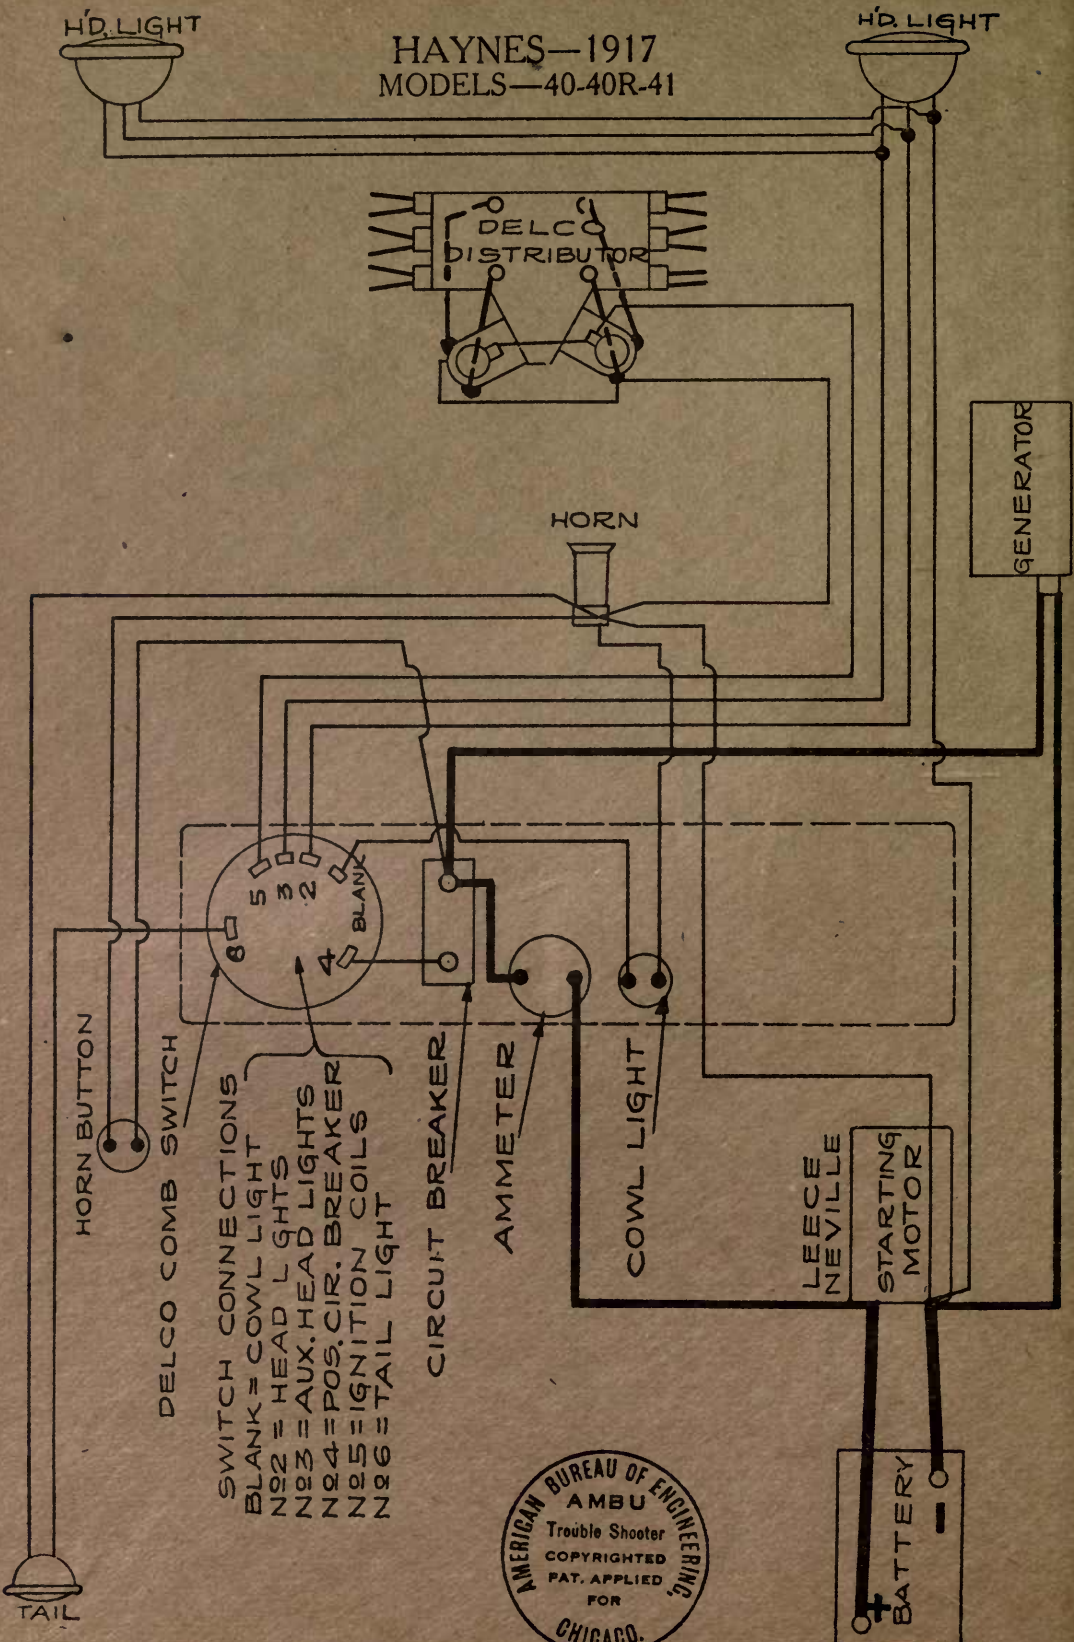 H'D. LIGHT
HAYNES—1917
MODELS—40-40R-41
H'D. LIGHT
DELCO
DISTRIBUTOR
GENERATOR
HORN
5
3
2
BLANK
6
4
HORN BUTTON
DELCO COMB SWITCH
SWITCH CONNECTIONS
BLANK = COWL LIGHT
No2 = HEAD L GHTS
No3 = AUX. HEAD LIGHTS
No4 = POS. CIR. BREAKER
No5 = IGNITION COILS
No6 = TAIL LIGHT
CIRCUIT BREAKER
AMMETER
COWL LIGHT
LEECE
NEVILLE
STARTING
MOTOR
BATTERY
+
-
TAIL
AMERICAN BUREAU OF ENGINEERING,
AMBU
Trouble Shooter
COPYRIGHTED
PAT. APPLIED
FOR
CHICAGO.